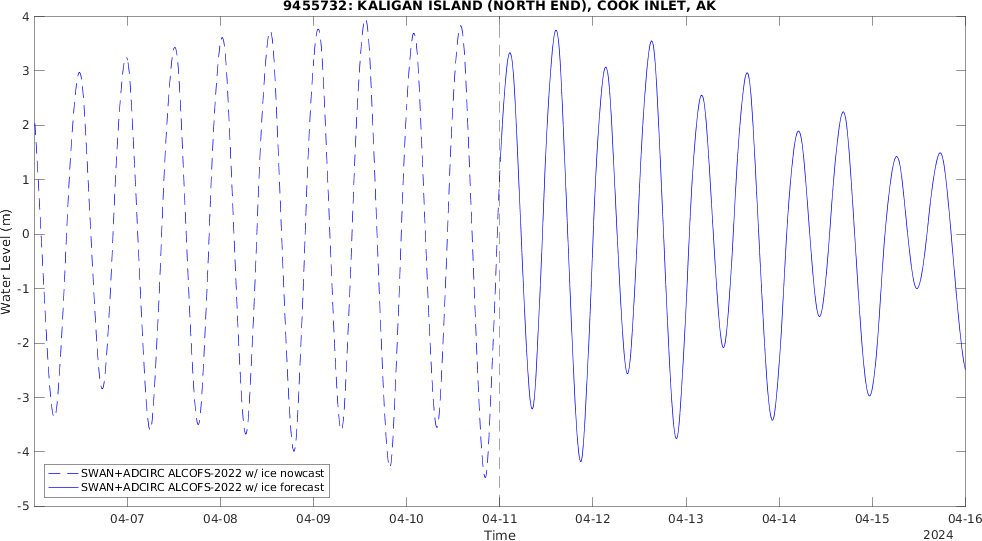 9455732: KALIGAN ISLAND (NORTH END), COOK INLET, AK
4
3
2
1
0
-1
-2
-3
-4
-5
Water Level (m)
SWAN+ADCIRC ALCOFS-2022 w/ ice nowcast
SWAN+ADCIRC ALCOFS-2022 w/ ice forecast
04-07 04-08 04-09 04-10 04-11 04-12 04-13 04-14 04-15 04-16
Time
2024